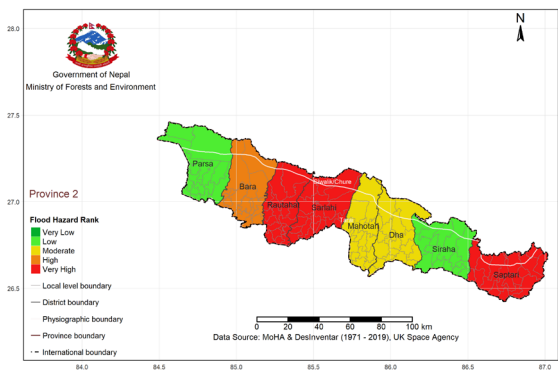 28.0
27.5
27.0
26.5
84.0
84.5
85.0
85.5
86.0
86.5
87.0
N
Government of Nepal
Ministry of Forests and Environment
Province 2
Flood Hazard Rank
Very Low
Low
Moderate
High
Very High
Local level boundary
District boundary
Physiographic boundary
Province boundary
International boundary
Parsa
Bara
Rautahat
Sarlahi
Siwalik/Chure
Mahotari
Dha
Siraha
Saptari
0 20 40 60 80 100 km
Data Source: MoHA & DesInventar (1971 - 2019), UK Space Agency